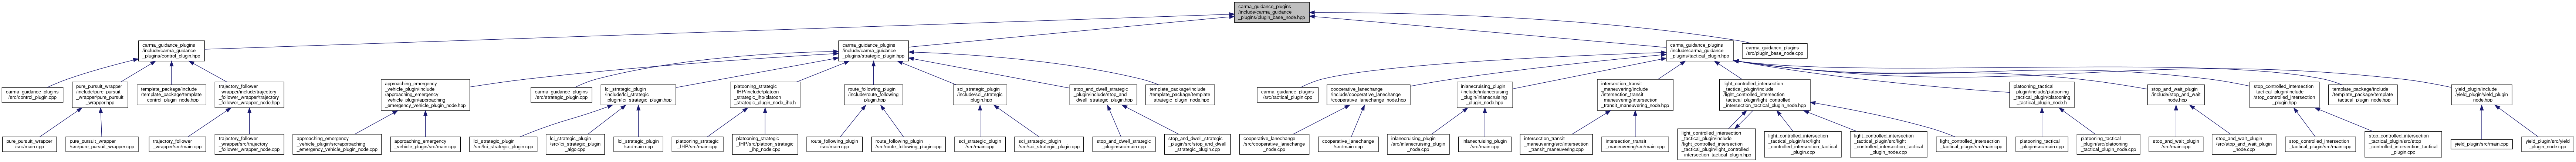 carma_guidance_plugins
/include/carma_guidance
_plugins/plugin_base_node.hpp
carma_guidance_plugins
/include/carma_guidance
_plugins/control_plugin.hpp
carma_guidance_plugins
/include/carma_guidance
_plugins/strategic_plugin.hpp
carma_guidance_plugins
/include/carma_guidance
_plugins/tactical_plugin.hpp
carma_guidance_plugins
/src/plugin_base_node.cpp
carma_guidance_plugins
/src/control_plugin.cpp
pure_pursuit_wrapper
/include/pure_pursuit
_wrapper.hpp
template_package/include
/template_package/template
_control_plugin_node.hpp
trajectory_follower
_wrapper/include/trajectory
_follower_wrapper/trajectory
_follower_wrapper_node.hpp
approaching_emergency
_vehicle_plugin/include
/approaching_emergency
_vehicle_plugin/approaching
_emergency_vehicle_plugin_node.hpp
carma_guidance_plugins
/src/strategic_plugin.cpp
lci_strategic_plugin
/include/lci_strategic
_plugin/lci_strategic_plugin.hpp
platooning_strategic
_IHP/include/platoon
_strategic_ihp/platoon
_strategic_plugin_node_ihp.h
route_following_plugin
/include/route_following
_plugin.hpp
sci_strategic_plugin
/include/sci_strategic
_plugin.hpp
stop_and_dwell_strategic
_plugin/include/stop_and
_dwell_strategic_plugin.hpp
template_package/include
/template_package/template
_strategic_plugin_node.hpp
carma_guidance_plugins
/src/tactical_plugin.cpp
cooperative_lanechange
/include/cooperative_lanechange
/cooperative_lanechange_node.hpp
inlanecruising_plugin
/include/inlanecruising
_plugin/inlanecruising
_plugin_node.hpp
intersection_transit
_maneuvering/include
/intersection_transit
_maneuvering/intersection
_transit_maneuvering_node.hpp
light_controlled_intersection
_tactical_plugin/include
/light_controlled_intersection
_tactical_plugin/light_controlled
_intersection_tactical_plugin_node.hpp
platooning_tactical
_plugin/include/platooning
_tactical_plugin/platooning
_tactical_plugin_node.h
stop_and_wait_plugin
/include/stop_and_wait
_node.hpp
stop_controlled_intersection
_tactical_plugin/include
/stop_controlled_intersection
_plugin.hpp
template_package/include
/template_package/template
_tactical_plugin_node.hpp
yield_plugin/include
/yield_plugin/yield_plugin
_node.hpp
pure_pursuit_wrapper
/src/main.cpp
pure_pursuit_wrapper
/src/pure_pursuit_wrapper.cpp
trajectory_follower
_wrapper/src/main.cpp
trajectory_follower
_wrapper/src/trajectory
_follower_wrapper_node.cpp
approaching_emergency
_vehicle_plugin/src/approaching
_emergency_vehicle_plugin_node.cpp
approaching_emergency
_vehicle_plugin/src/main.cpp
lci_strategic_plugin
/src/lci_strategic_plugin.cpp
lci_strategic_plugin
/src/lci_strategic_plugin
_algo.cpp
lci_strategic_plugin
/src/main.cpp
platooning_strategic
_IHP/src/main.cpp
platooning_strategic
_IHP/src/platoon_strategic
_ihp_node.cpp
route_following_plugin
/src/main.cpp
route_following_plugin
/src/route_following_plugin.cpp
sci_strategic_plugin
/src/main.cpp
sci_strategic_plugin
/src/sci_strategic_plugin.cpp
stop_and_dwell_strategic
_plugin/src/main.cpp
stop_and_dwell_strategic
_plugin/src/stop_and_dwell
_strategic_plugin.cpp
cooperative_lanechange
/src/cooperative_lanechange
_node.cpp
cooperative_lanechange
/src/main.cpp
inlanecruising_plugin
/src/inlanecruising_plugin
_node.cpp
inlanecruising_plugin
/src/main.cpp
intersection_transit
_maneuvering/src/intersection
_transit_maneuvering.cpp
intersection_transit
_maneuvering/src/main.cpp
light_controlled_intersection
_tactical_plugin/include
/light_controlled_intersection
_tactical_plugin/light_controlled
_intersection_tactical_plugin.hpp
light_controlled_intersection
_tactical_plugin/src/light
_controlled_intersection_tactical
_plugin.cpp
light_controlled_intersection
_tactical_plugin/src/light
_controlled_intersection_tactical
_plugin_node.cpp
light_controlled_intersection
_tactical_plugin/src/main.cpp
platooning_tactical
_plugin/src/main.cpp
platooning_tactical
_plugin/src/platooning
_tactical_plugin_node.cpp
stop_and_wait_plugin
/src/main.cpp
stop_and_wait_plugin
/src/stop_and_wait_plugin
_node.cpp
stop_controlled_intersection
_tactical_plugin/src/main.cpp
stop_controlled_intersection
_tactical_plugin/src/stop
_controlled_intersection_tactical
_plugin.cpp
yield_plugin/src/main.cpp
yield_plugin/src/yield
_plugin_node.cpp